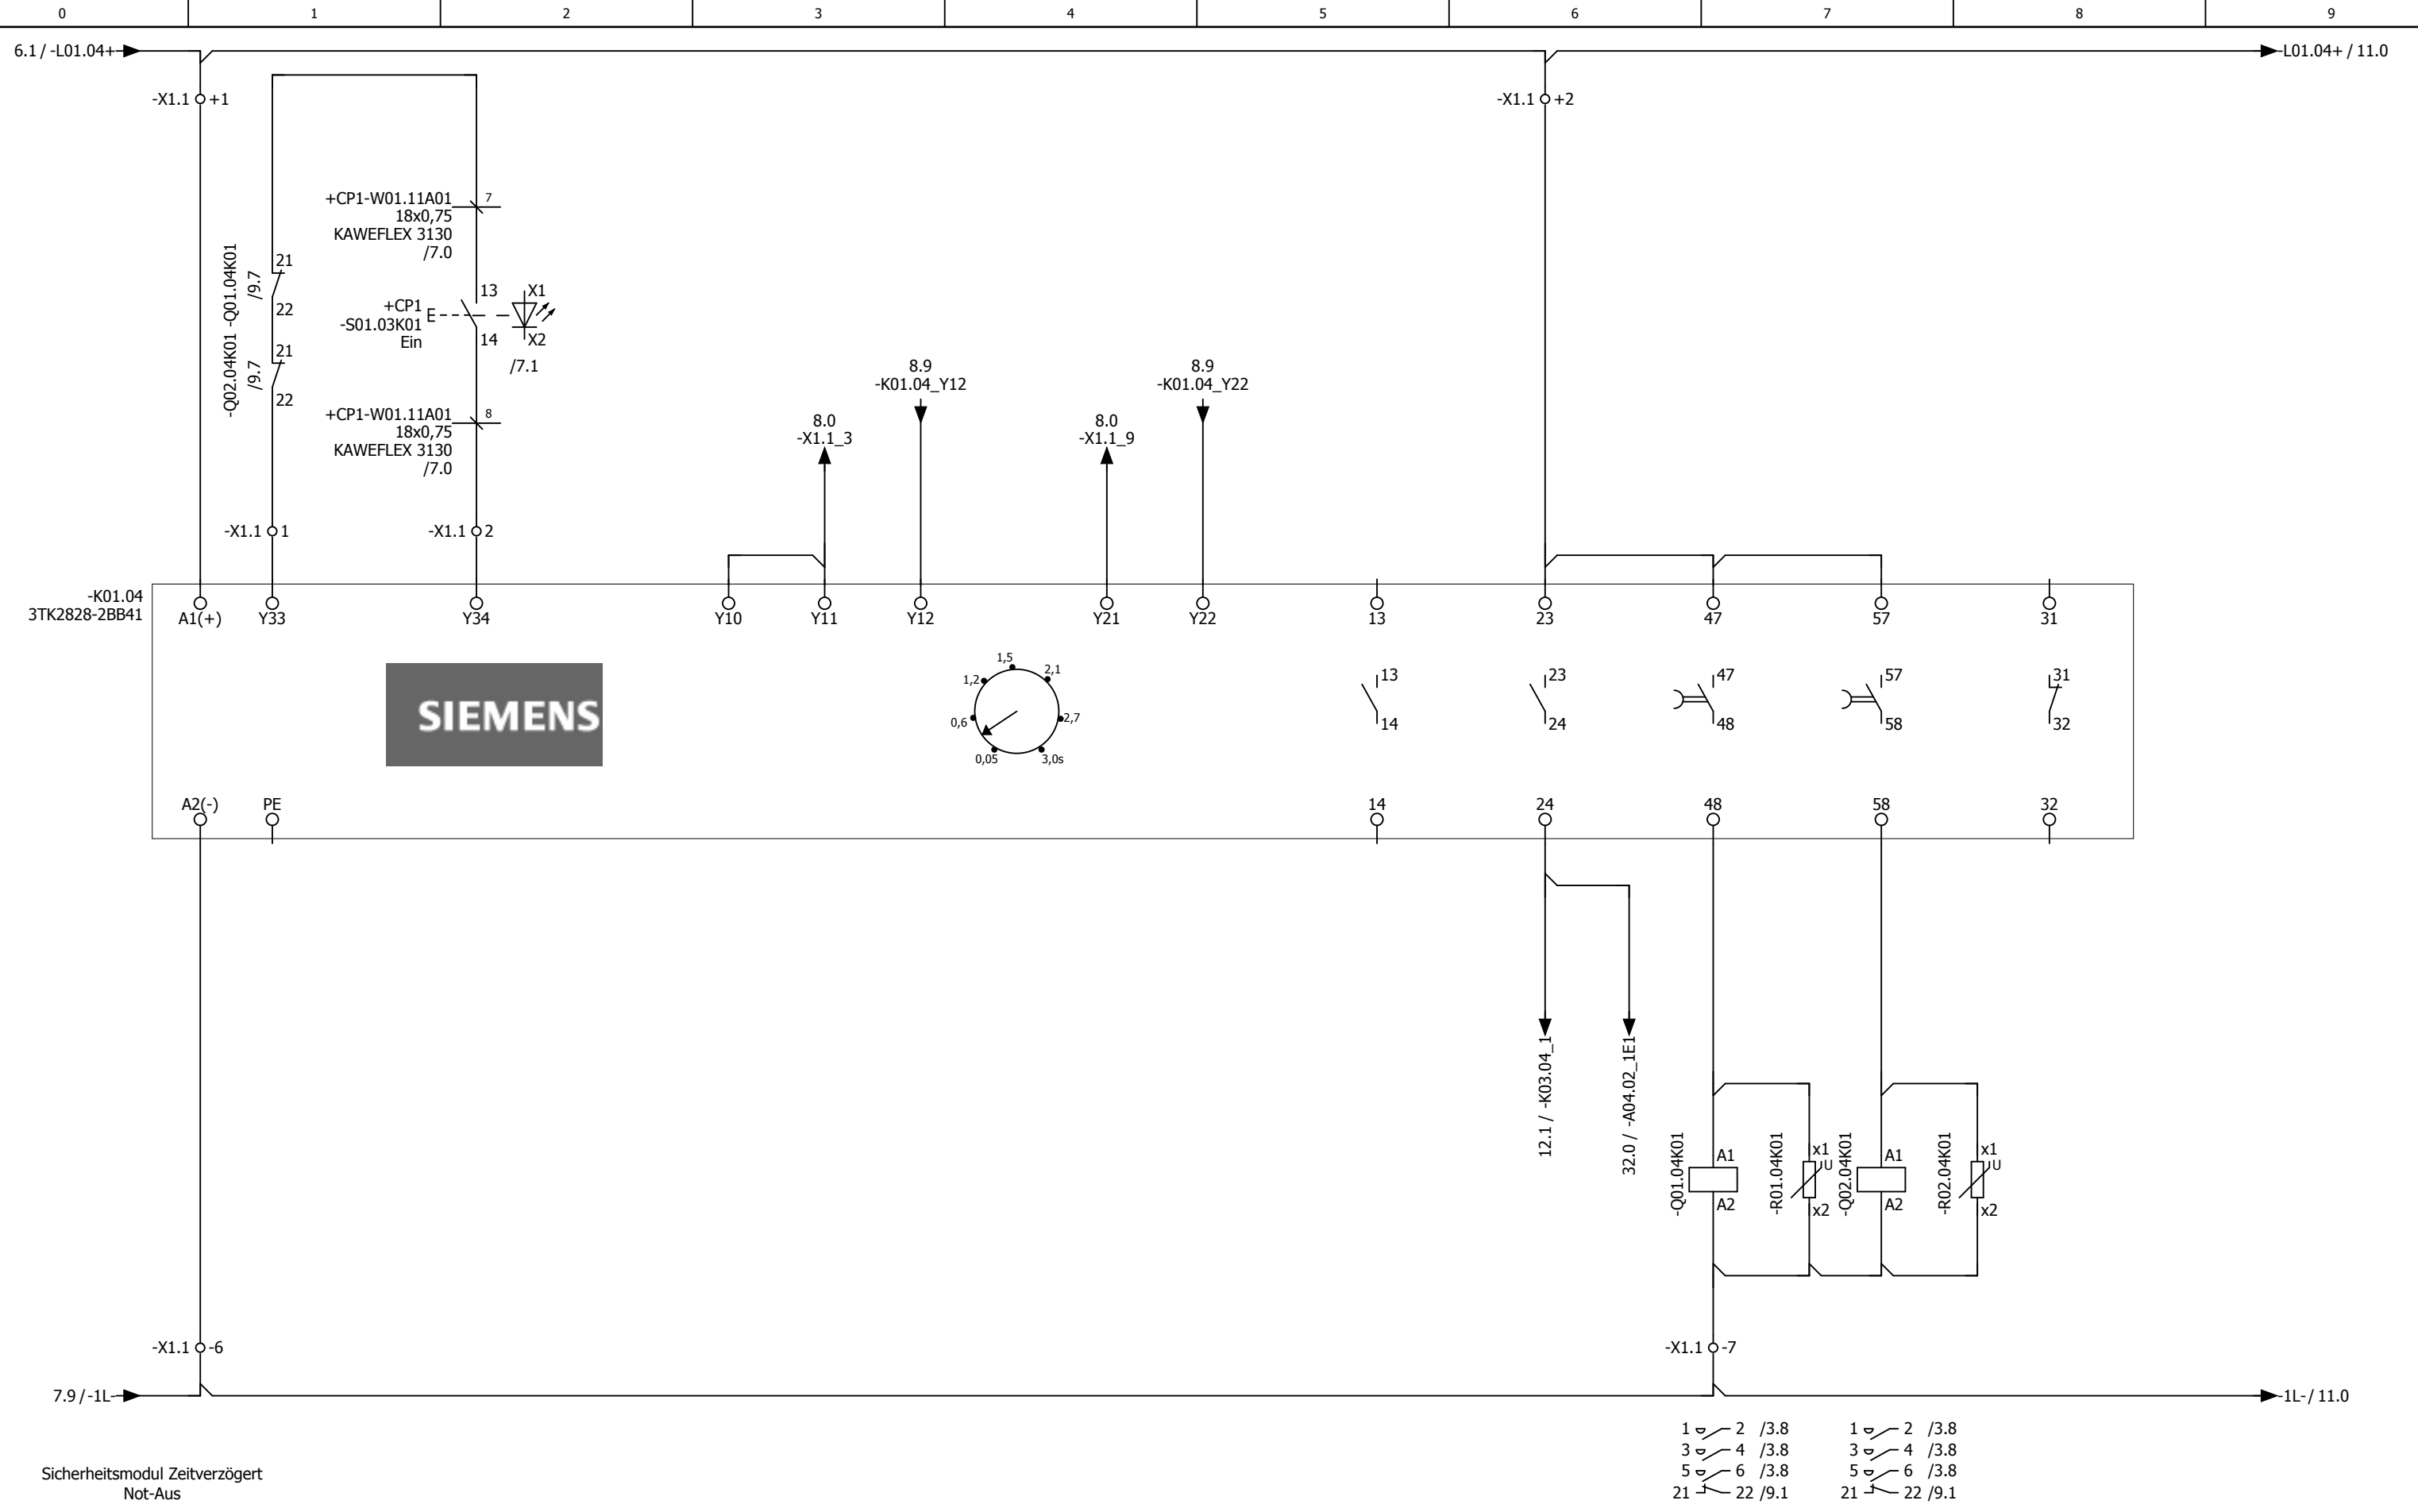 0 1 2 3 4 5 6 7 8 9
6.1 / -L01.04+
-L01.04+ / 11.0
-X1.1 +1
-X1.1 +2
+CP1-W01.11A01 7
18x0,75
KAWEFLEX 3130
/7.0
-Q02.04K01 -Q01.04K01
/9.7
/9.7
21
22
21
22
+CP1
-S01.03K01
Ein
E
13
14
X1
X2
/7.1
+CP1-W01.11A01 8
18x0,75
KAWEFLEX 3130
/7.0
8.0
-X1.1_3
8.9
-K01.04_Y12
8.0
-X1.1_9
8.9
-K01.04_Y22
-X1.1 1
-X1.1 2
-K01.04
3TK2828-2BB41
A1(+) Y33 Y34 Y10 Y11 Y12 Y21 Y22 13 23 47 57 31
SIEMENS
0,05
0,6
1,2
1,5
2,1
2,7
3,0s
13
14
23
24
47
48
57
58
31
32
A2(-) PE 14 24 48 58 32
12.1 / -K03.04_1
32.0 / -A04.02_1E1
-Q01.04K01
A1
A2
-R01.04K01
x1
U
x2
-Q02.04K01
A1
A2
-R02.04K01
x1
U
x2
-X1.1 -6
-X1.1 -7
7.9 / -1L-
-1L- / 11.0
1 2 /3.8
3 4 /3.8
5 6 /3.8
21 22 /9.1
1 2 /3.8
3 4 /3.8
5 6 /3.8
21 22 /9.1
Sicherheitsmodul Zeitverzögert
Not-Aus